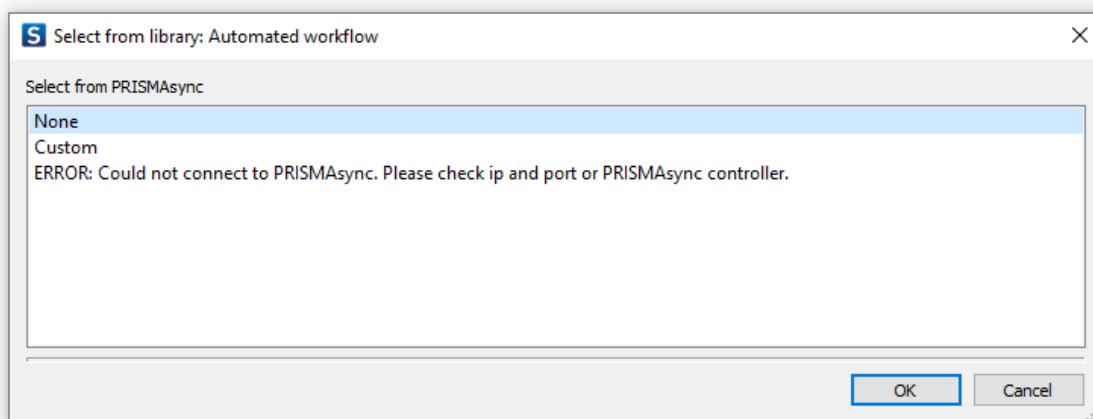 S Select from library: Automated workflow
Select from PRISMAsync
None
Custom
ERROR: Could not connect to PRISMAsync. Please check ip and port or PRISMAsync controller.
OK Cancel